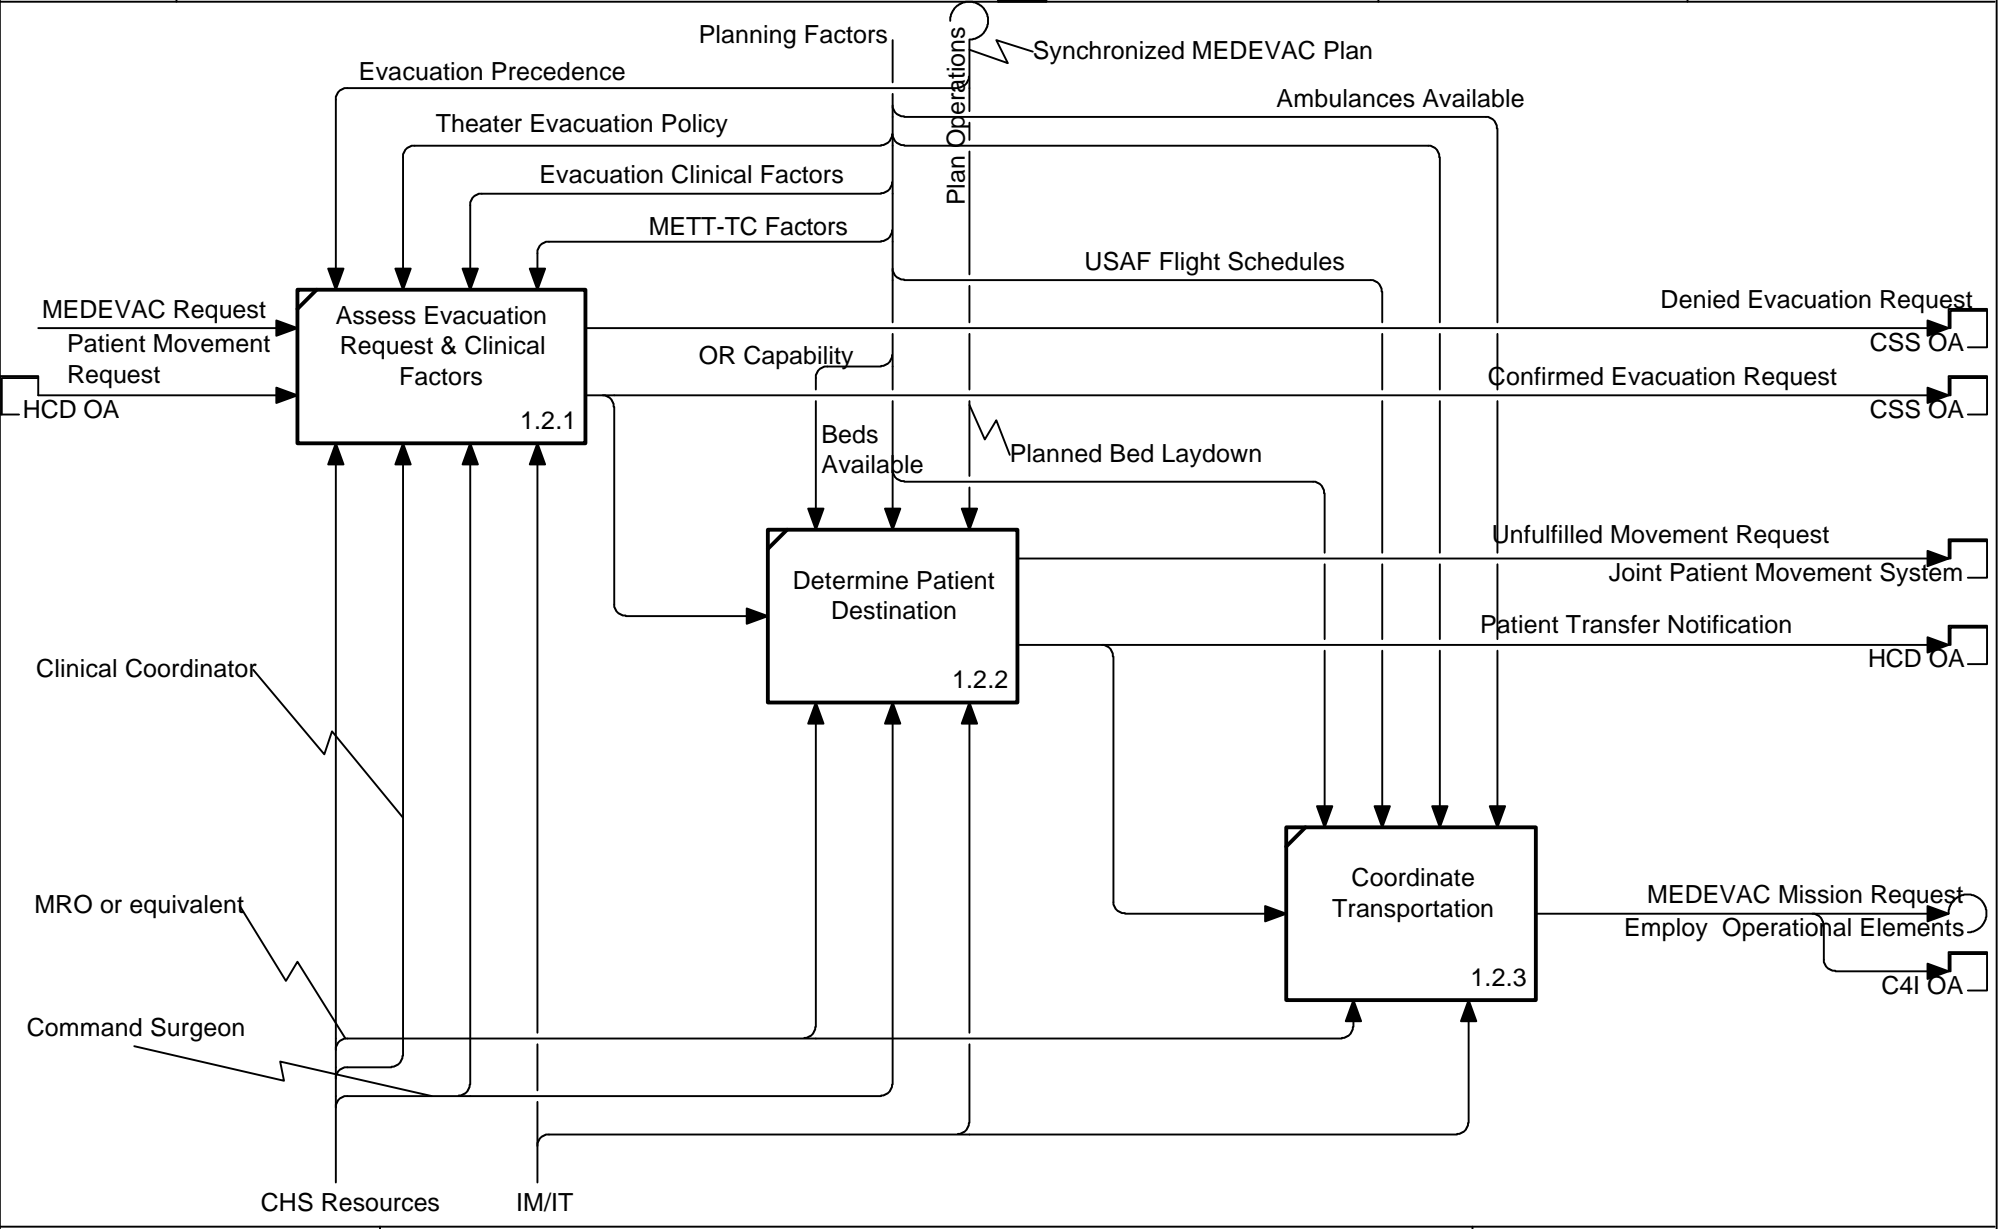 Planning Factors
Plan Operations
Synchronized MEDEVAC Plan
Evacuation Precedence
Ambulances Available
Theater Evacuation Policy
Evacuation Clinical Factors
METT-TC Factors
USAF Flight Schedules
MEDEVAC Request
Patient Movement
Request
HCD OA
Assess Evacuation
Request & Clinical
Factors
1.2.1
Denied Evacuation Request
CSS OA
OR Capability
Confirmed Evacuation Request
CSS OA
Beds
Available
Planned Bed Laydown
Determine Patient
Destination
1.2.2
Unfulfilled Movement Request
Joint Patient Movement System
Patient Transfer Notification
HCD OA
Clinical Coordinator
MRO or equivalent
Command Surgeon
Coordinate
Transportation
1.2.3
MEDEVAC Mission Request
Employ  Operational Elements
C4I OA
CHS Resources
IM/IT